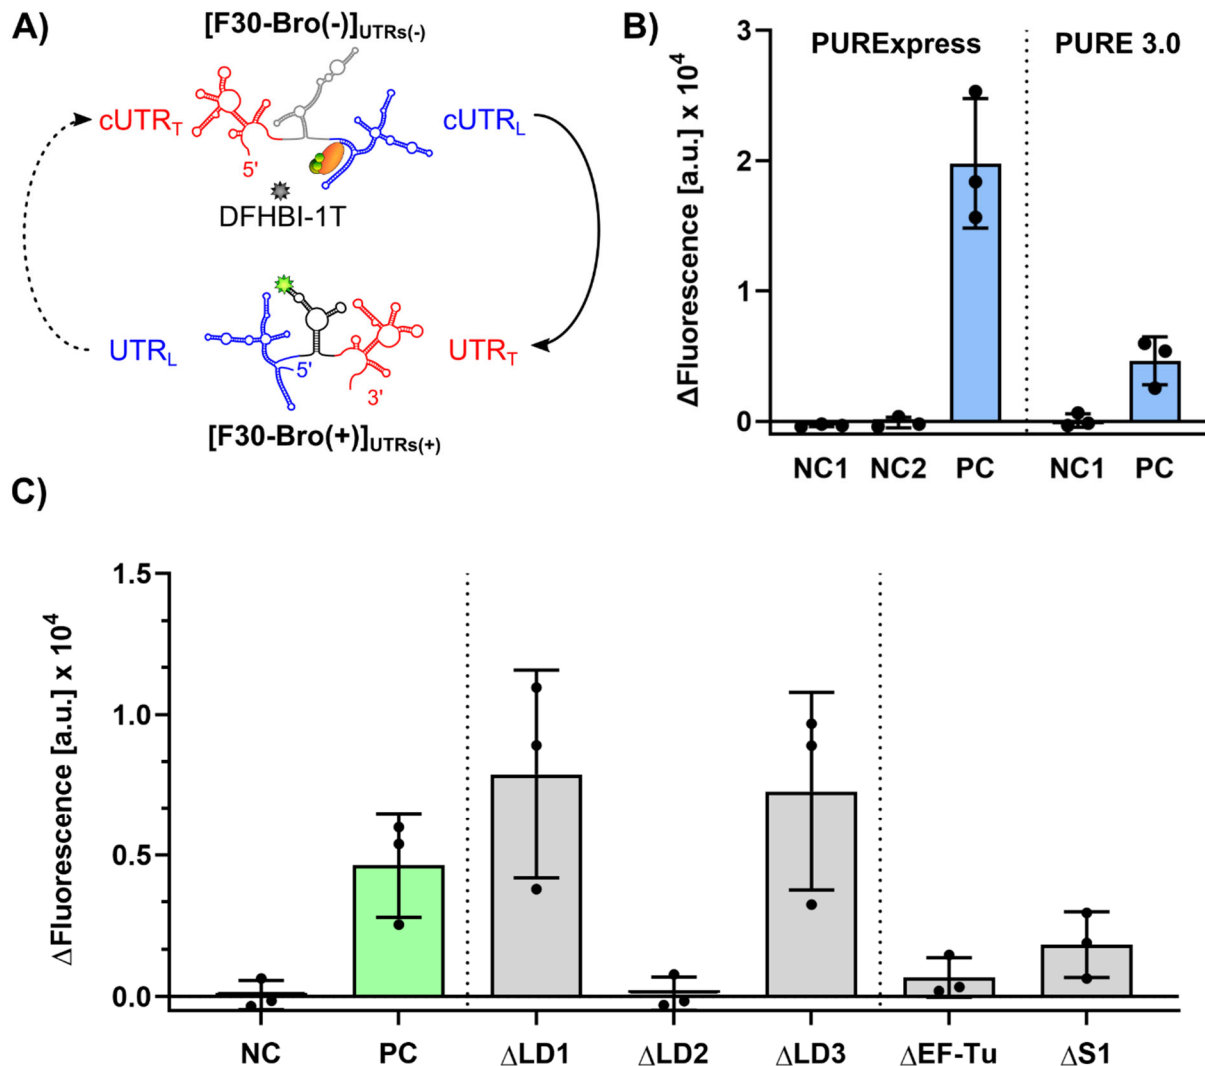 A)
[F30-Bro(-)]UTRs(-)
cUTRT
cUTRL
5'
DFHBI-1T
UTRL
5'
UTRT
3'
[F30-Bro(+)]UTRs(+)
B)
PURExpress PURE 3.0
ΔFluorescence [a.u.] x 10⁴
3
2
1
0
NC1 NC2 PC NC1 PC
C)
ΔFluorescence [a.u.] x 10⁴
1.5
1.0
0.5
0.0
NC PC ΔLD1 ΔLD2 ΔLD3 ΔEF-Tu ΔS1